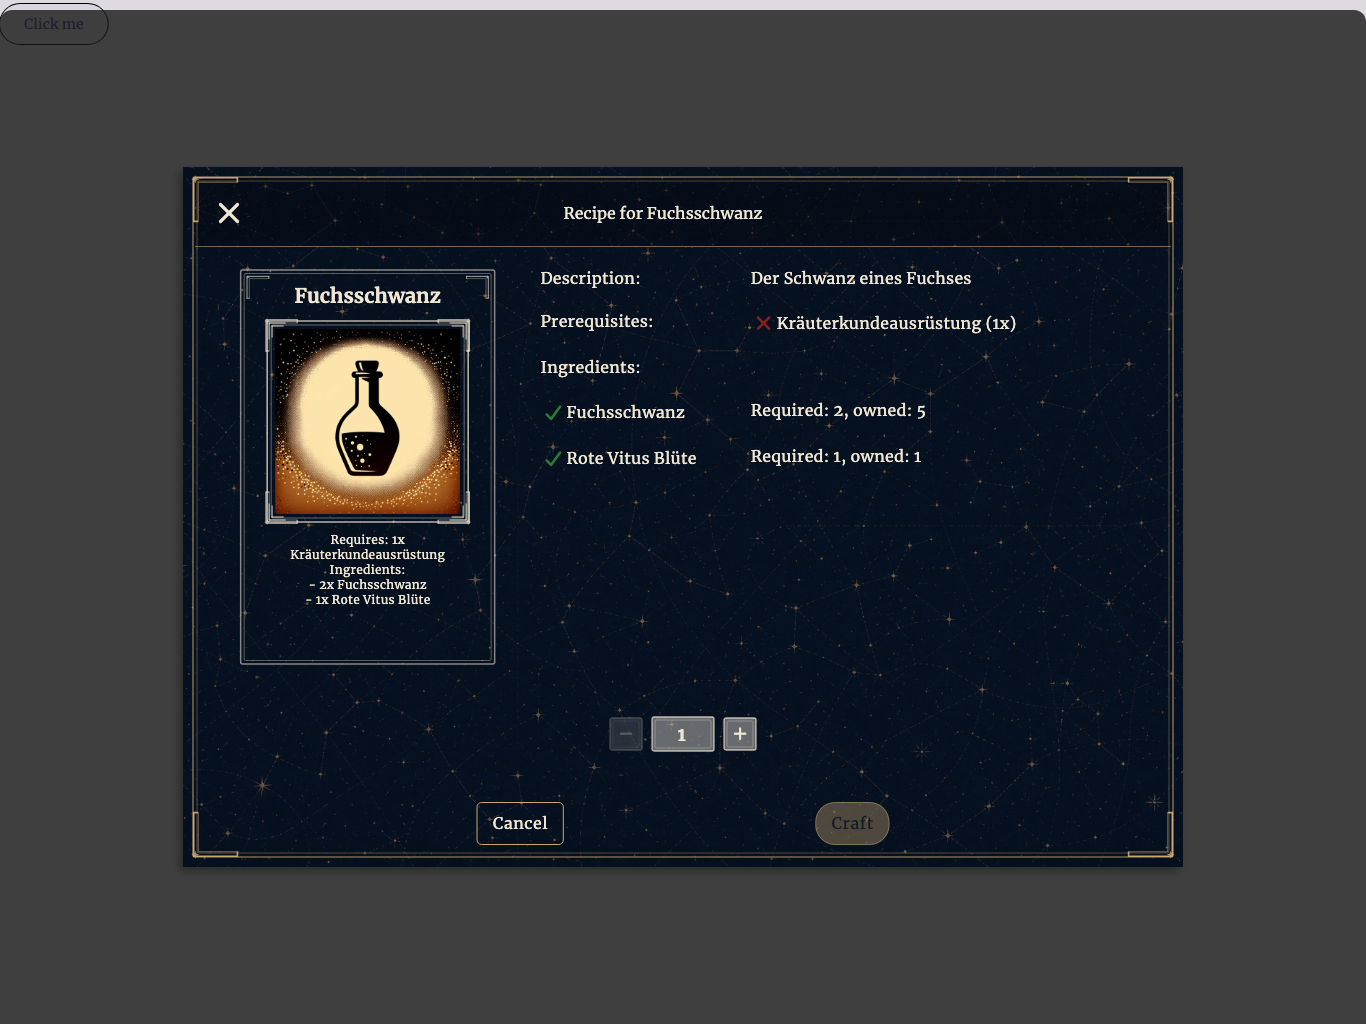 Click me
Recipe for Fuchsschwanz
Fuchsschwanz
Requires: 1x
Kräuterkundeausrüstung
Ingredients:
- 2x Fuchsschwanz
- 1x Rote Vitus Blüte
Description: Der Schwanz eines Fuchses
Prerequisites: Kräuterkundeausrüstung (1x)
Ingredients:
Fuchsschwanz Required: 2, owned: 5
Rote Vitus Blüte Required: 1, owned: 1
− 1 +
Cancel Craft